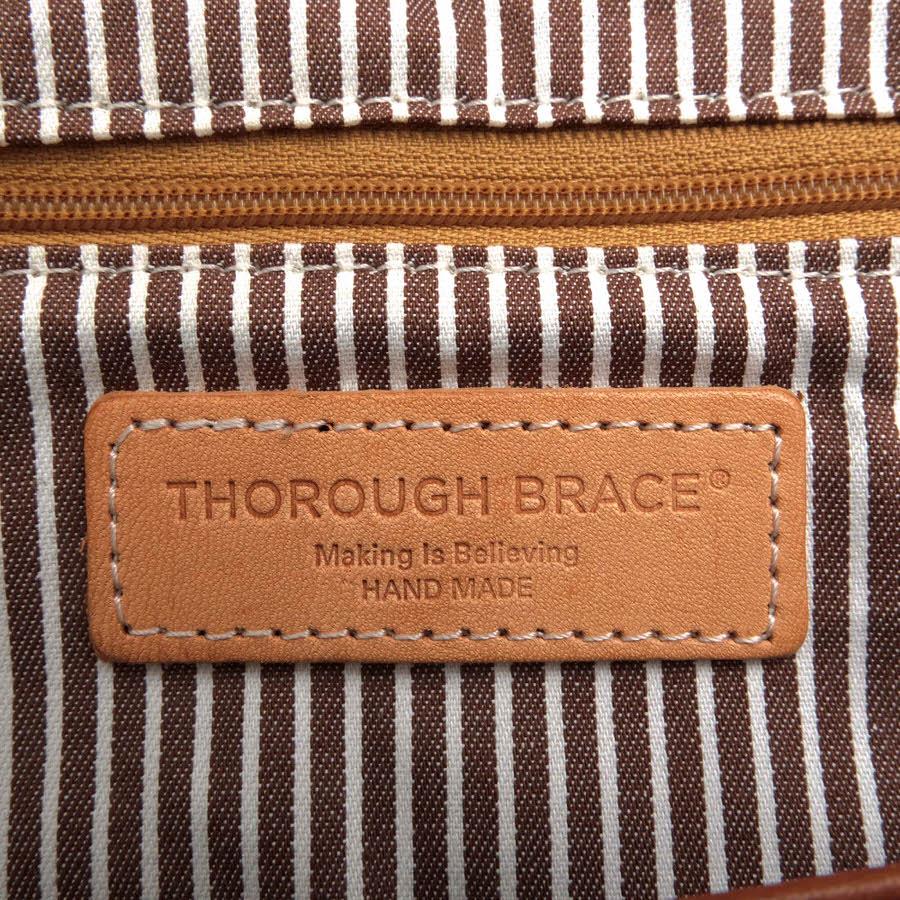 THOROUGH BRACE®
Making Is Believing
HAND MADE